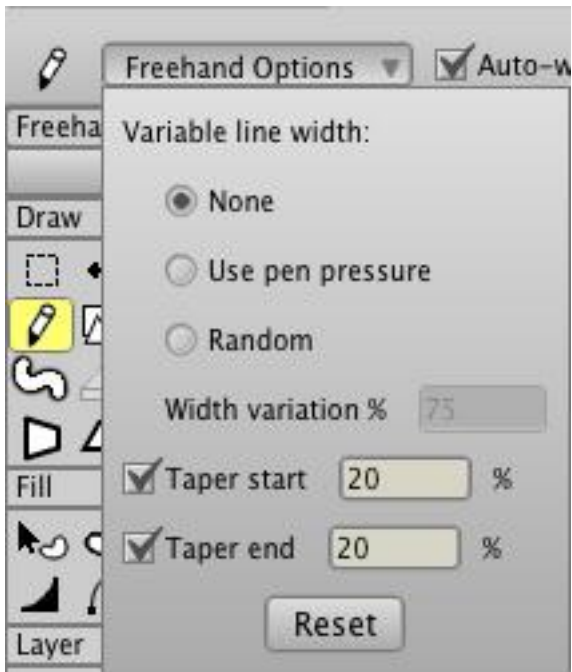 Freehand Options
Auto-w
Freeha
Variable line width:
None
Draw
Use pen pressure
Random
Width variation % 75
Taper start 20 %
Fill
Taper end 20 %
Reset
Layer